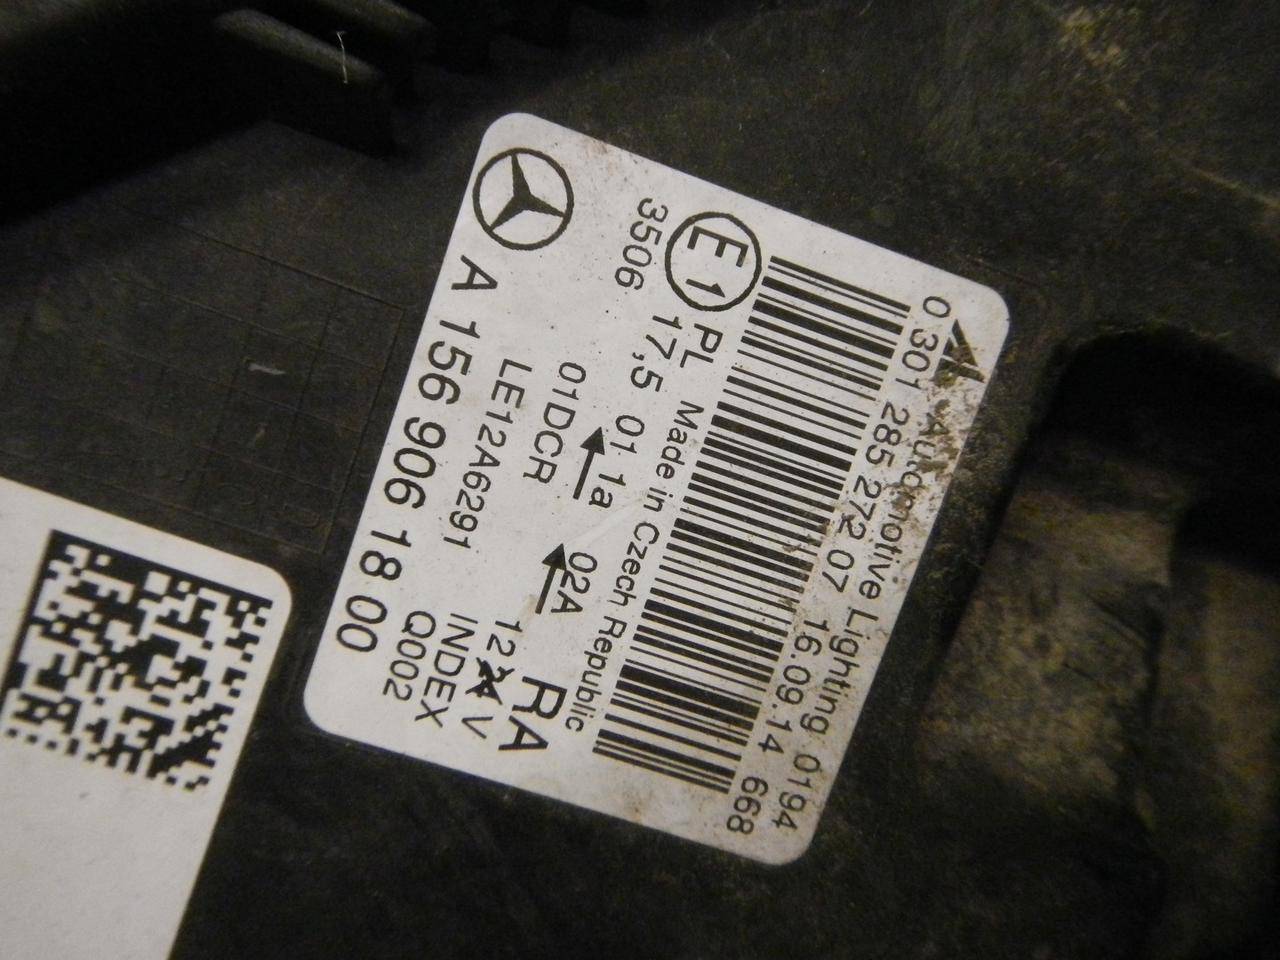 Automotive Lighting 0194
0 301 285 272 07 16.09.14 668
E1 PL Made in Czech Republic
17,5 01 1a 02A RA
3506
01DCR 12 V
LE12A6291 INDEX
Q002
A 156 906 18 00